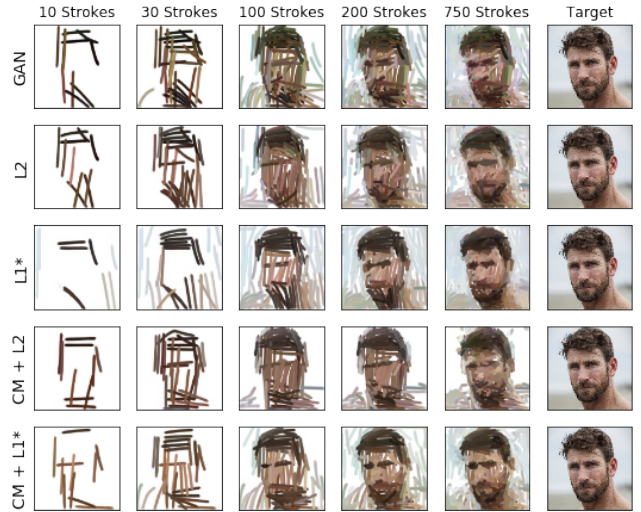 10 Strokes 30 Strokes 100 Strokes 200 Strokes 750 Strokes Target
GAN
L2
L1*
CM + L2
CM + L1*